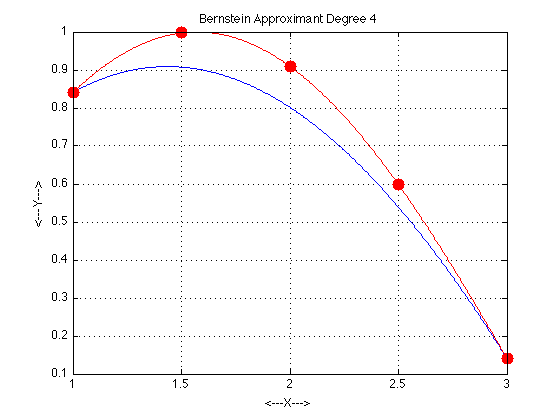 Bernstein Approximant Degree 4
1
0.9
0.8
0.7
0.6
0.5
0.4
0.3
0.2
0.1
<---Y--->
1 1.5 2 2.5 3
<---X--->